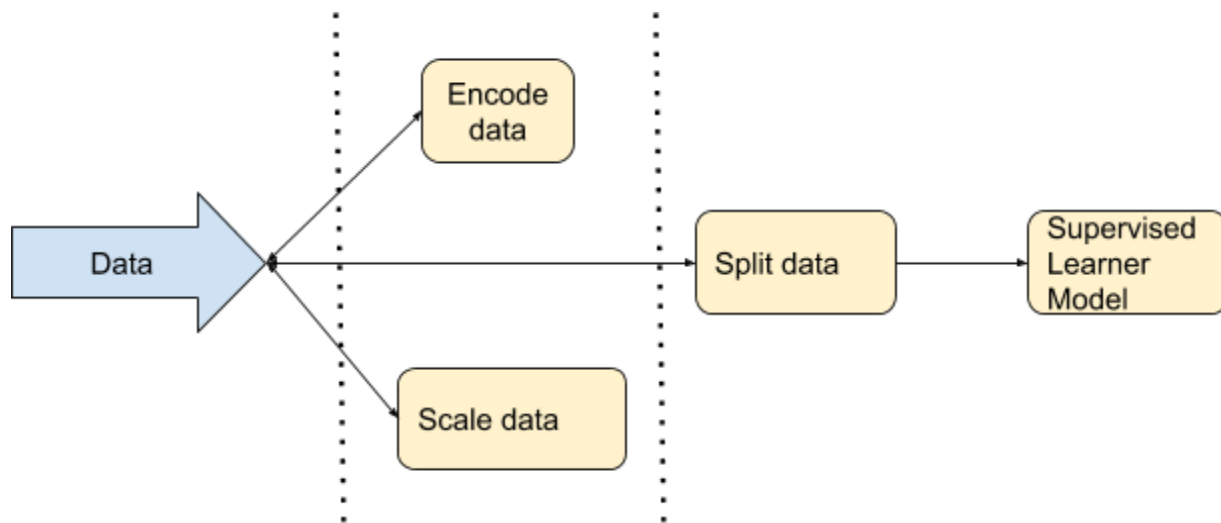 Encode
data
Data
Split data
Supervised
Learner
Model
Scale data